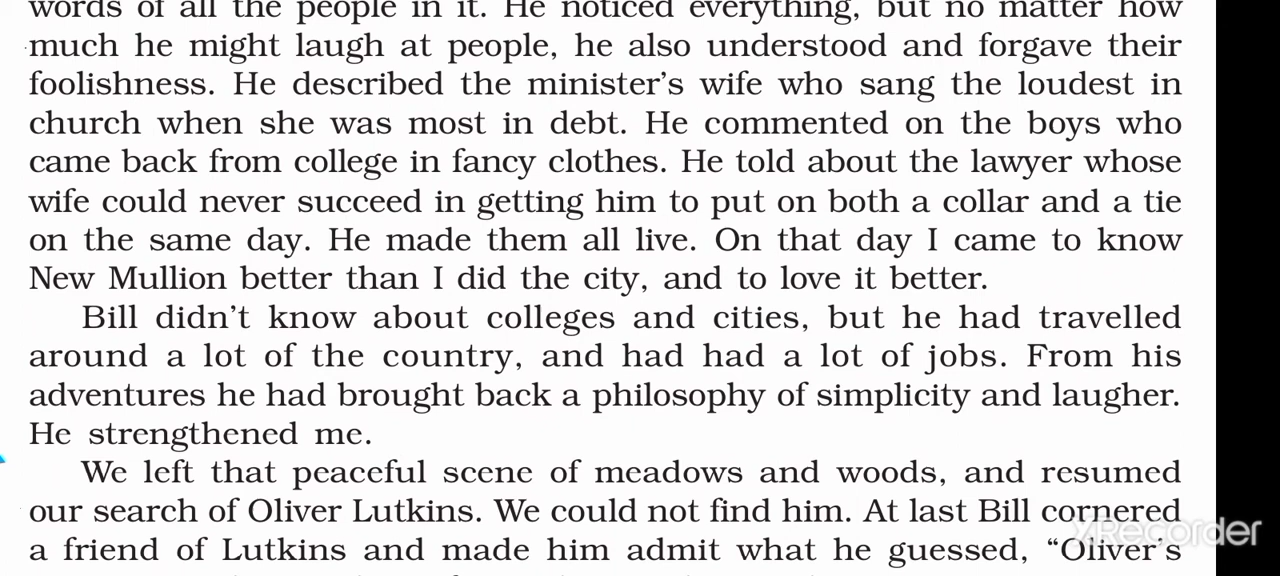 words of all the people in it. He noticed everything, but no matter how
much he might laugh at people, he also understood and forgave their
foolishness. He described the minister's wife who sang the loudest in
church when she was most in debt. He commented on the boys who
came back from college in fancy clothes. He told about the lawyer whose
wife could never succeed in getting him to put on both a collar and a tie
on the same day. He made them all live. On that day I came to know
New Mullion better than I did the city, and to love it better.
Bill didn't know about colleges and cities, but he had travelled
around a lot of the country, and had had a lot of jobs. From his
adventures he had brought back a philosophy of simplicity and laugher.
He strengthened me.
We left that peaceful scene of meadows and woods, and resumed
our search of Oliver Lutkins. We could not find him. At last Bill cornered
a friend of Lutkins and made him admit what he guessed, “Oliver's
XRecorder